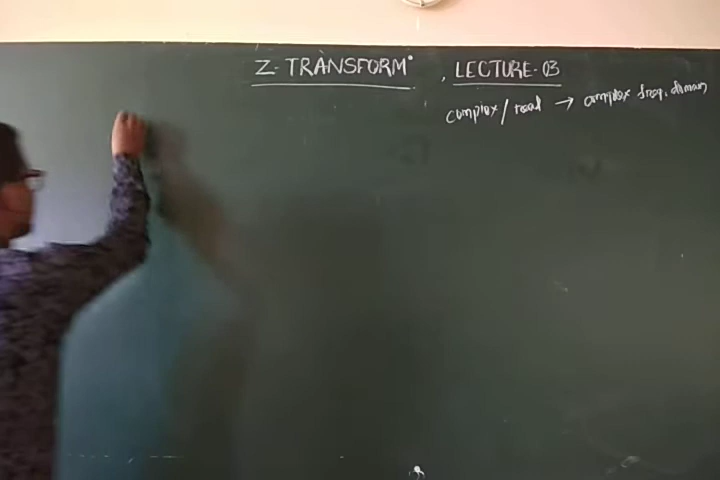 Z-TRANSFORM , LECTURE-03
complex / real → complex freq. domain